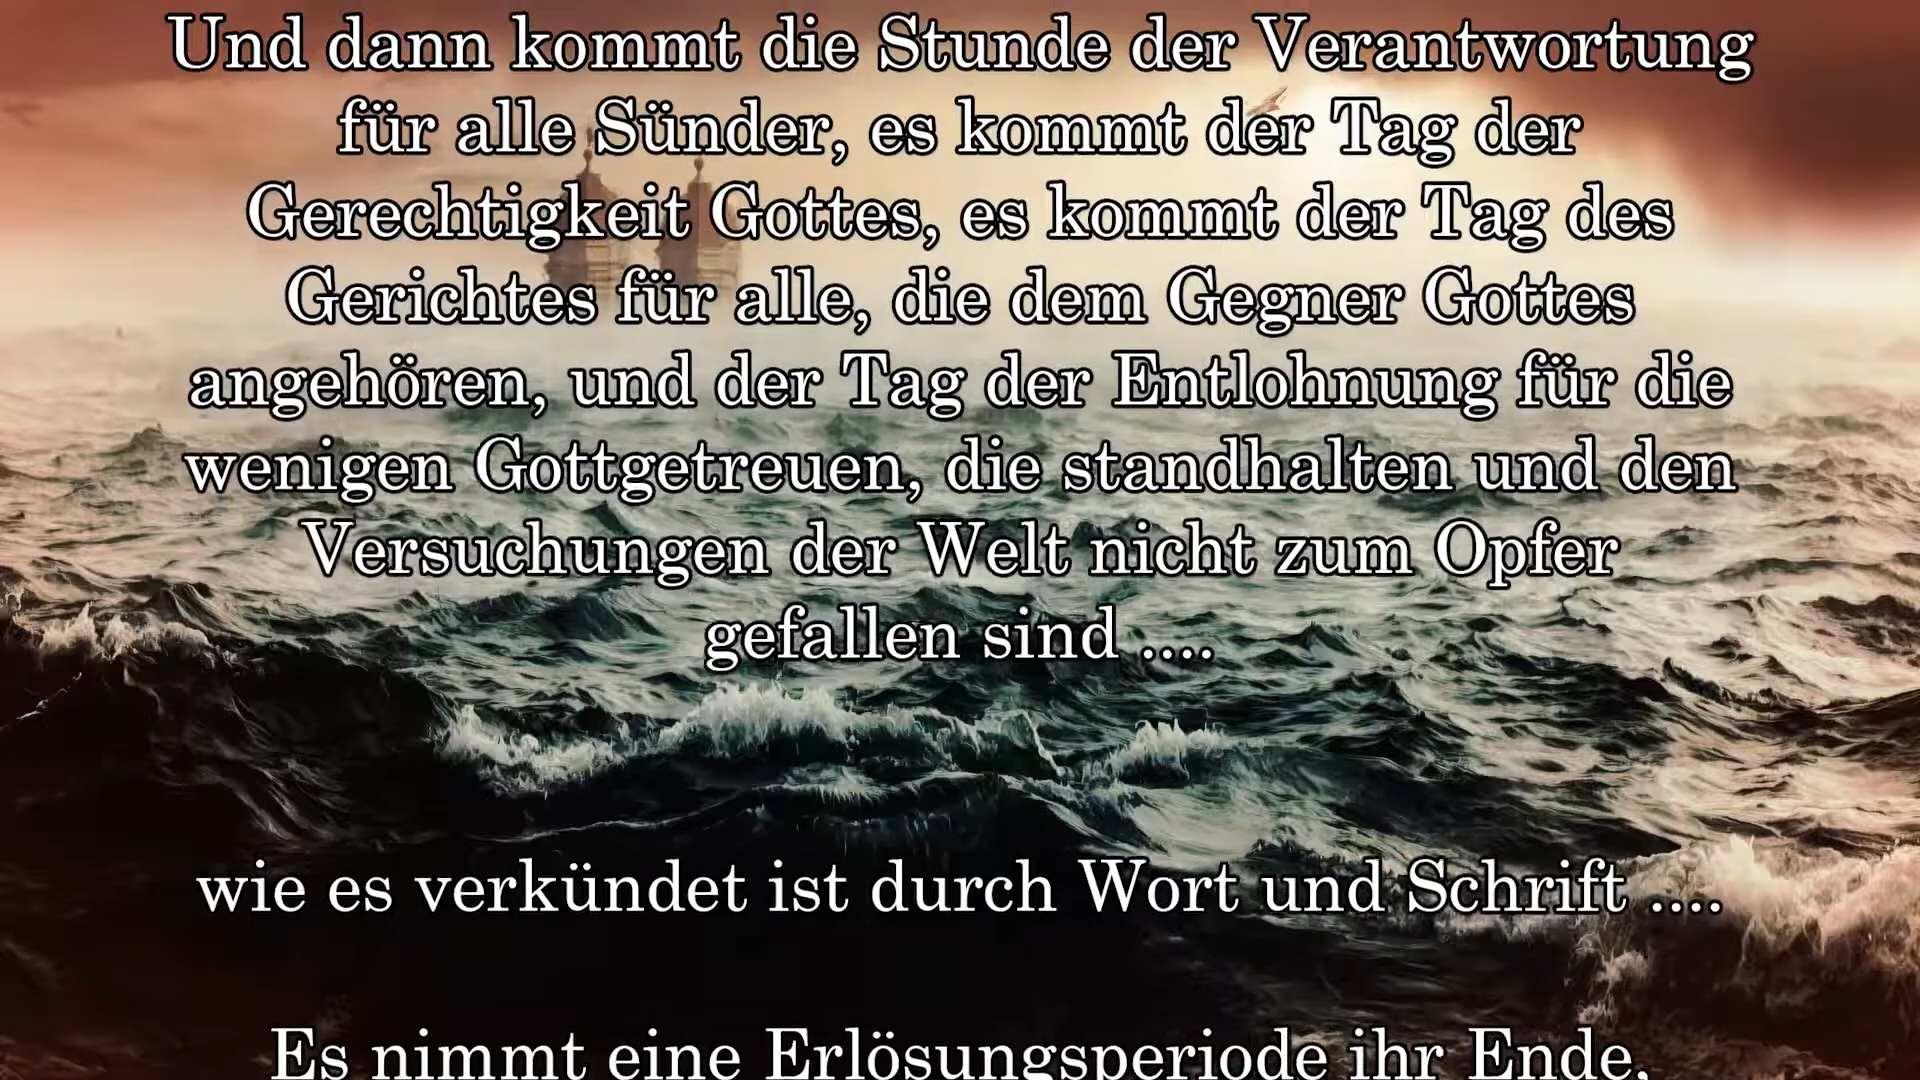 Und dann kommt die Stunde der Verantwortung
für alle Sünder, es kommt der Tag der
Gerechtigkeit Gottes, es kommt der Tag des
Gerichtes für alle, die dem Gegner Gottes
angehören, und der Tag der Entlohnung für die
wenigen Gottgetreuen, die standhalten und den
Versuchungen der Welt nicht zum Opfer
gefallen sind ....
wie es verkündet ist durch Wort und Schrift ....
Es nimmt eine Erlösungsperiode ihr Ende,